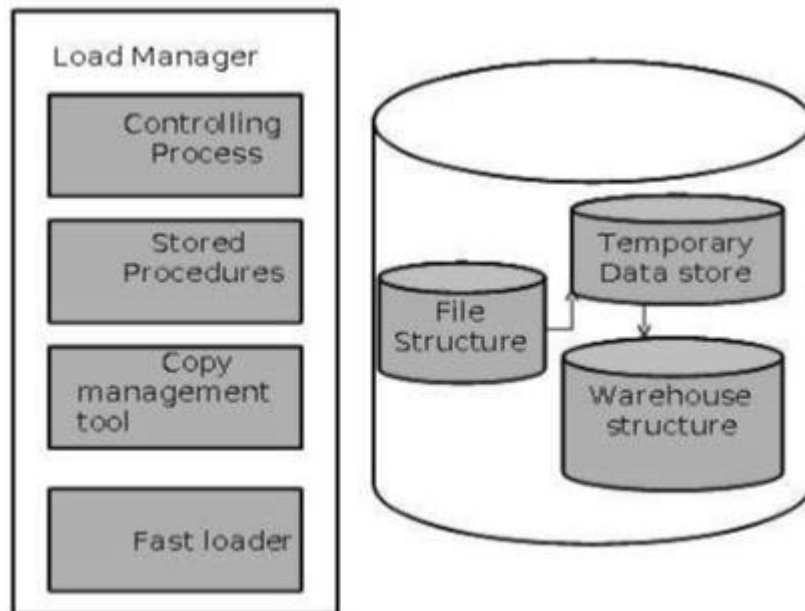 Load Manager
Controlling
Process
Stored
Procedures
Copy
management
tool
Fast loader
File
Structure
Temporary
Data store
Warehouse
structure